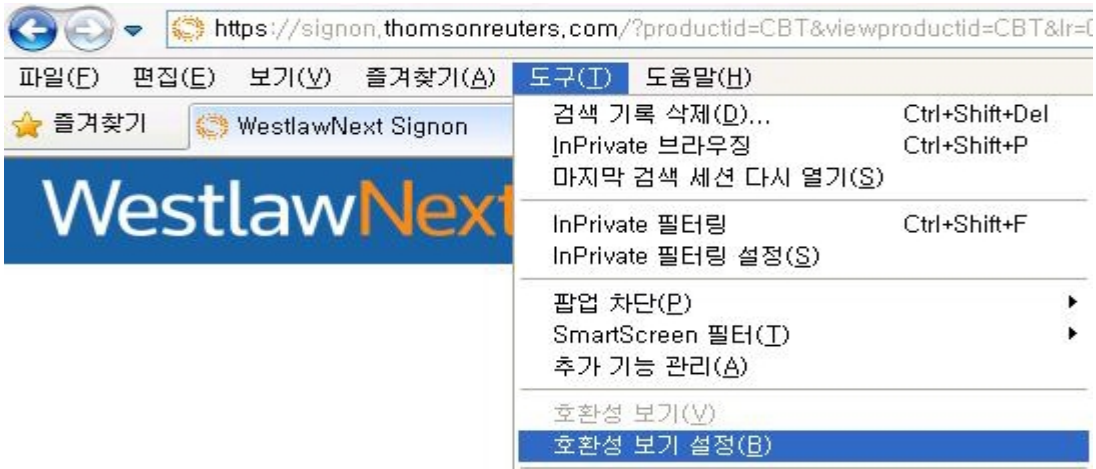 https://signon.thomsonreuters.com/?productid=CBT&viewproductid=CBT&lr=
파일(F) 편집(E) 보기(V) 즐겨찾기(A) 도구(T) 도움말(H)
즐겨찾기 WestlawNext Signon
WestlawNext
검색 기록 삭제(D)... Ctrl+Shift+Del
InPrivate 브라우징 Ctrl+Shift+P
마지막 검색 세션 다시 열기(S)
InPrivate 필터링 Ctrl+Shift+F
InPrivate 필터링 설정(S)
팝업 차단(P)
SmartScreen 필터(T)
추가 기능 관리(A)
호환성 보기(V)
호환성 보기 설정(B)